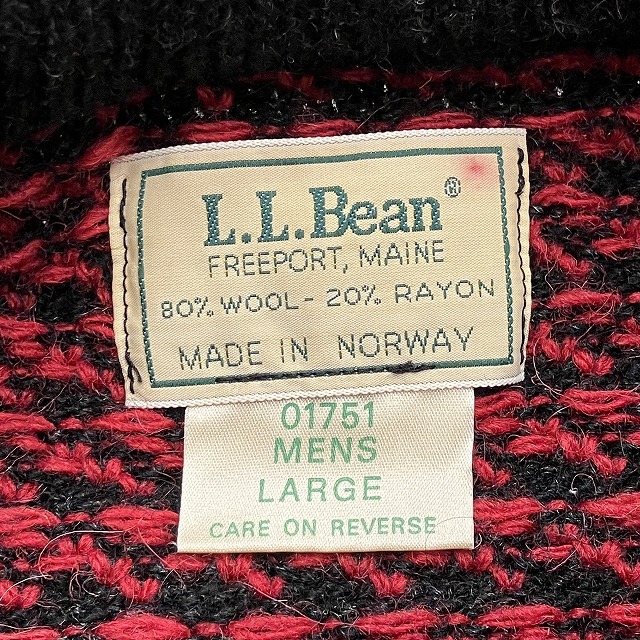 L.L.Bean®
FREEPORT, MAINE
80% WOOL - 20% RAYON
MADE IN NORWAY
01751
MENS
LARGE
CARE ON REVERSE